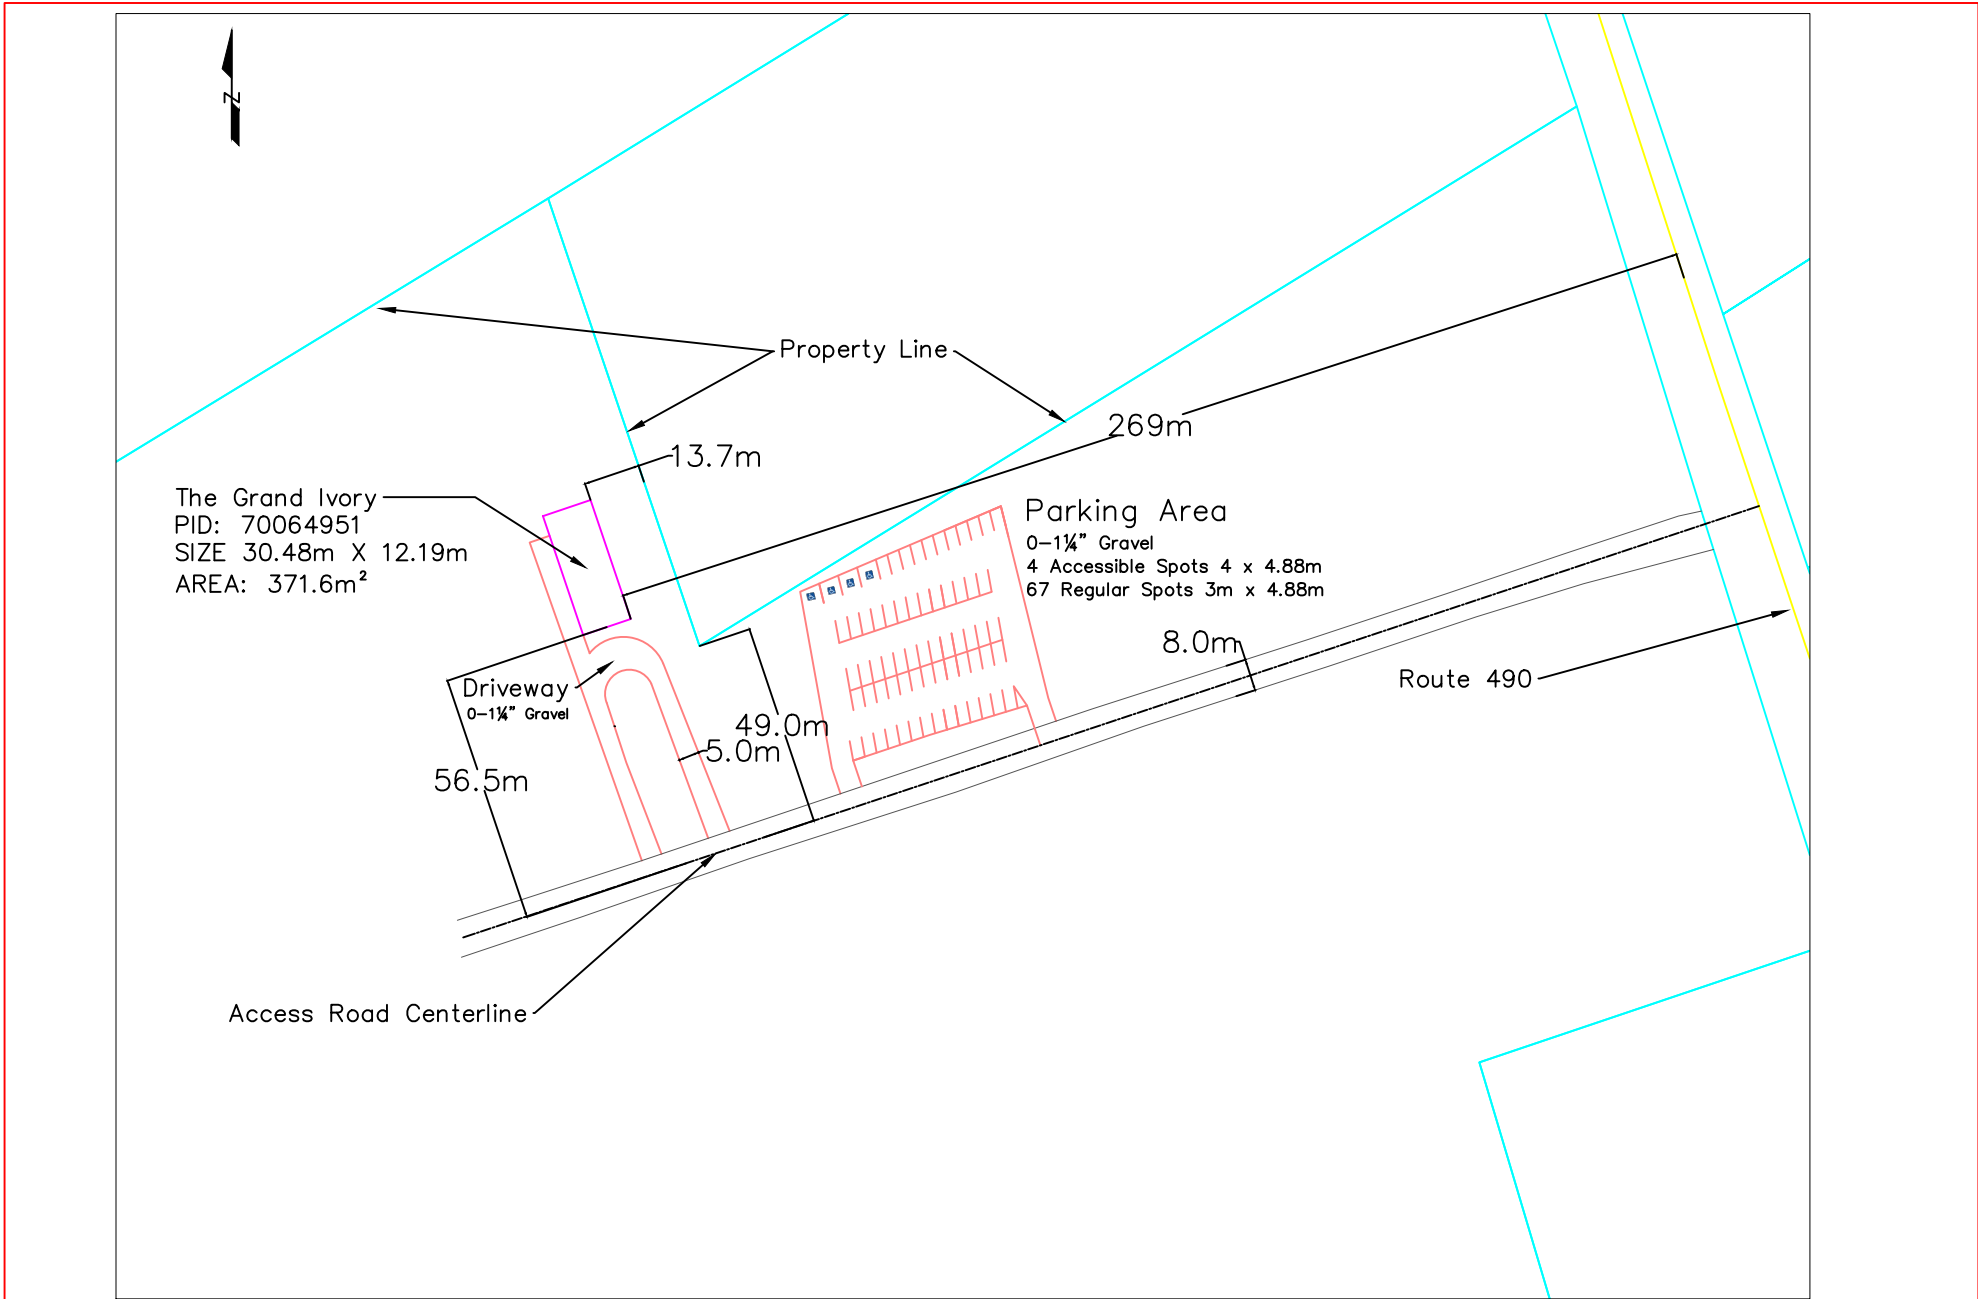 Z
Property Line
269m
13.7m
The Grand Ivory
PID: 70064951
SIZE 30.48m X 12.19m
AREA: 371.6m²
Parking Area
0-1¼" Gravel
4 Accessible Spots 4 x 4.88m
67 Regular Spots 3m x 4.88m
8.0m
Route 490
Driveway
0-1¼" Gravel
49.0m
5.0m
56.5m
Access Road Centerline